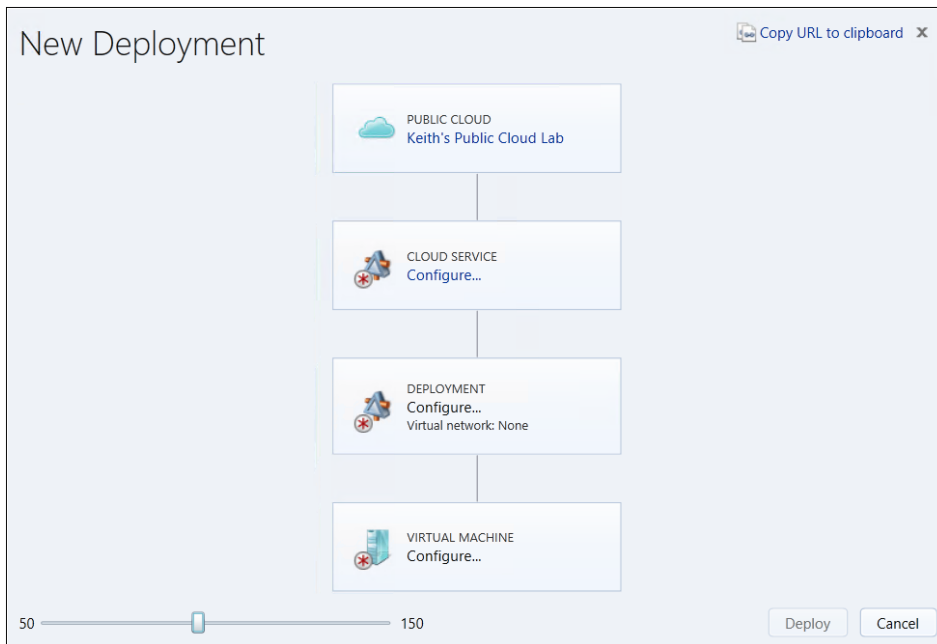 New Deployment
Copy URL to clipboard
PUBLIC CLOUD
Keith's Public Cloud Lab
CLOUD SERVICE
Configure...
DEPLOYMENT
Configure...
Virtual network: None
VIRTUAL MACHINE
Configure...
50
150
Deploy
Cancel